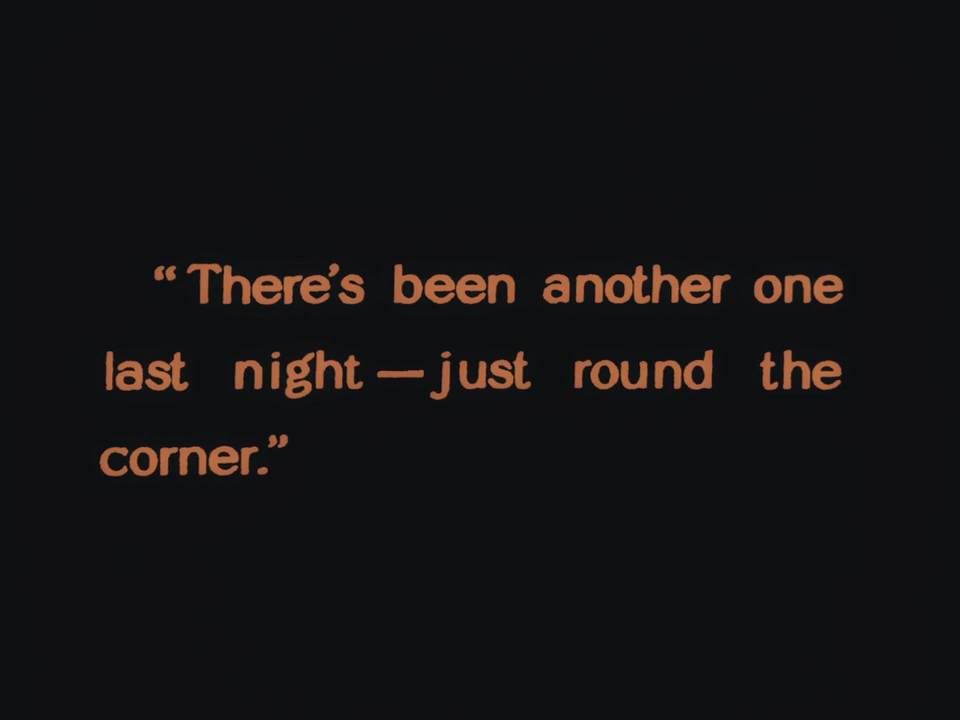 “There’s been another one
last night—just round the
corner.”